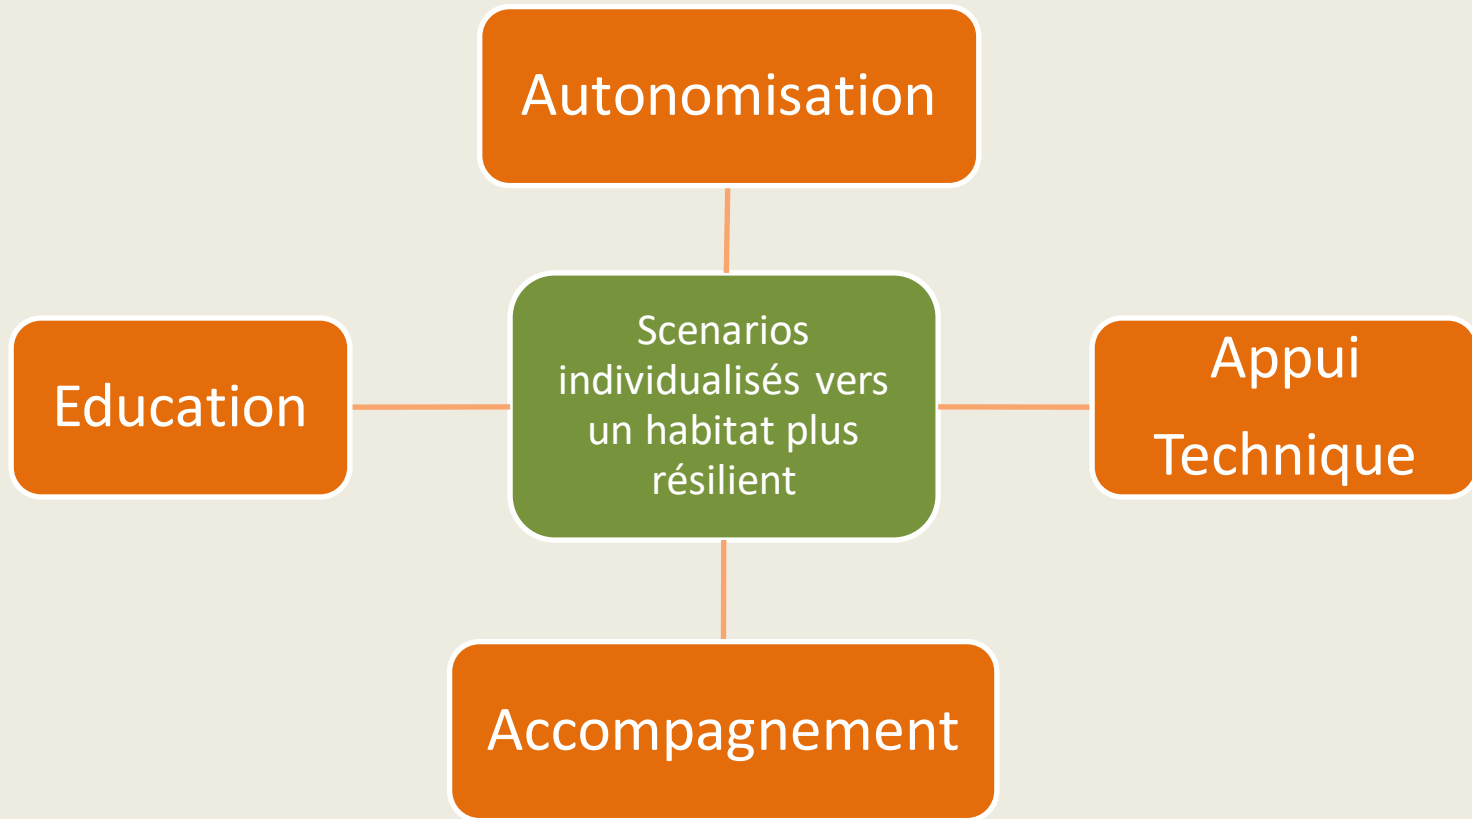 Autonomisation
Education
Scenarios
individualisés vers
un habitat plus
résilient
Appui
Technique
Accompagnement